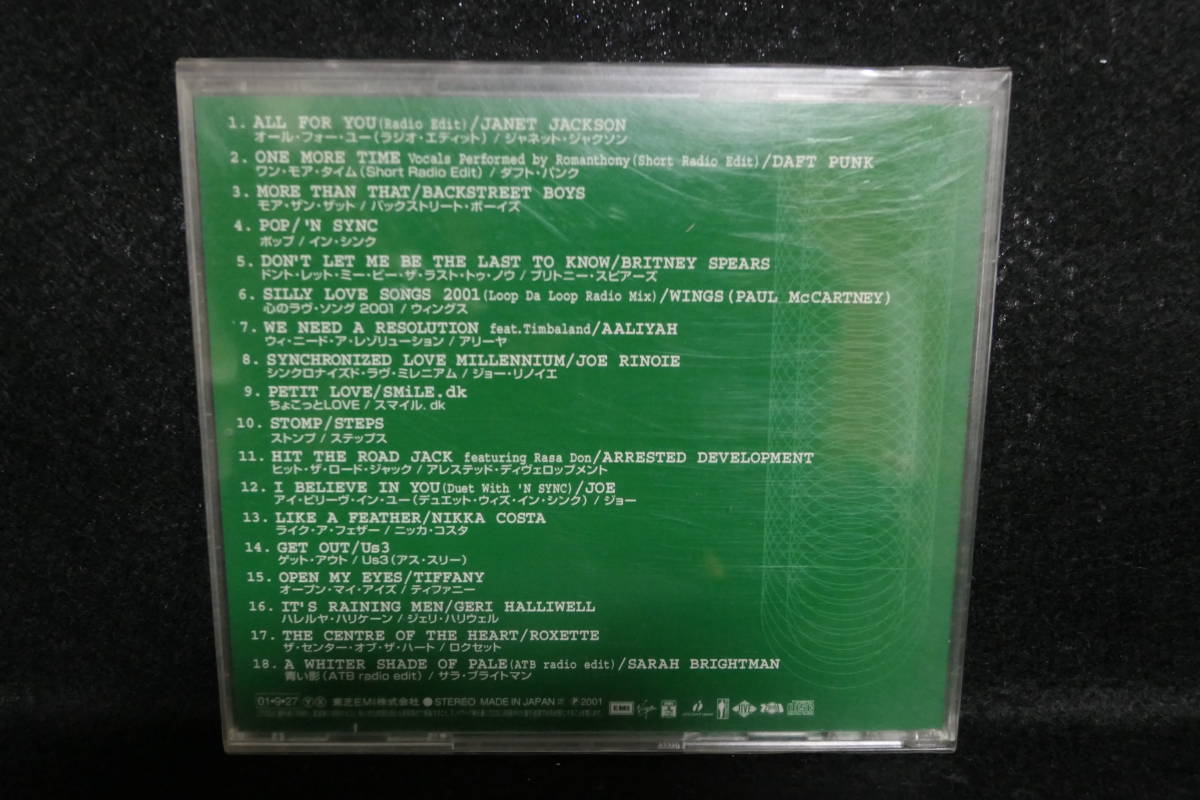 1. ALL FOR YOU(Radio Edit)/JANET JACKSON
オール・フォー・ユー(ラジオ・エディット) / ジャネット・ジャクソン
2. ONE MORE TIME Vocals Performed by Romanthony(Short Radio Edit)/DAFT PUNK
ワン・モア・タイム(Short Radio Edit) / ダフト・パンク
3. MORE THAN THAT/BACKSTREET BOYS
モア・ザン・ザット / バックストリート・ボーイズ
4. POP/'N SYNC
ポップ / イン・シンク
5. DON'T LET ME BE THE LAST TO KNOW/BRITNEY SPEARS
ドント・レット・ミー・ビー・ザ・ラスト・トゥ・ノウ / ブリトニー・スピアーズ
6. SILLY LOVE SONGS 2001(Loop Da Loop Radio Mix)/WINGS(PAUL McCARTNEY)
心のラヴ・ソング 2001 / ウィングス
7. WE NEED A RESOLUTION feat.Timbaland/AALIYAH
ウィ・ニード・ア・レゾリューション / アリーヤ
8. SYNCHRONIZED LOVE MILLENNIUM/JOE RINOIE
シンクロナイズド・ラヴ・ミレニアム / ジョー・リノイエ
9. PETIT LOVE/SMiLE.dk
ちょこっとLOVE / スマイル.dk
10. STOMP/STEPS
ストンプ / ステップス
11. HIT THE ROAD JACK featuring Rasa Don/ARRESTED DEVELOPMENT
ヒット・ザ・ロード・ジャック / アレステッド・ディヴェロップメント
12. I BELIEVE IN YOU(Duet With 'N SYNC)/JOE
アイ・ビリーヴ・イン・ユー(デュエット・ウィズ・イン・シンク) / ジョー
13. LIKE A FEATHER/NIKKA COSTA
ライク・ア・フェザー / ニッカ・コスタ
14. GET OUT/Us3
ゲット・アウト / Us3(アス・スリー)
15. OPEN MY EYES/TIFFANY
オープン・マイ・アイズ / ティファニー
16. IT'S RAINING MEN/GERI HALLIWELL
ハレルヤ・ハリケーン / ジェリ・ハリウェル
17. THE CENTRE OF THE HEART/ROXETTE
ザ・センター・オブ・ザ・ハート / ロクセット
18. A WHITER SHADE OF PALE(ATB radio edit)/SARAH BRIGHTMAN
青い影(ATB radio edit) / サラ・ブライトマン
01•9•27 Ⓨ Ⓧ 東芝EMI株式会社 ●STEREO MADE IN JAPAN ℗ 2001 EMI Virgin JIVE ZOMBA